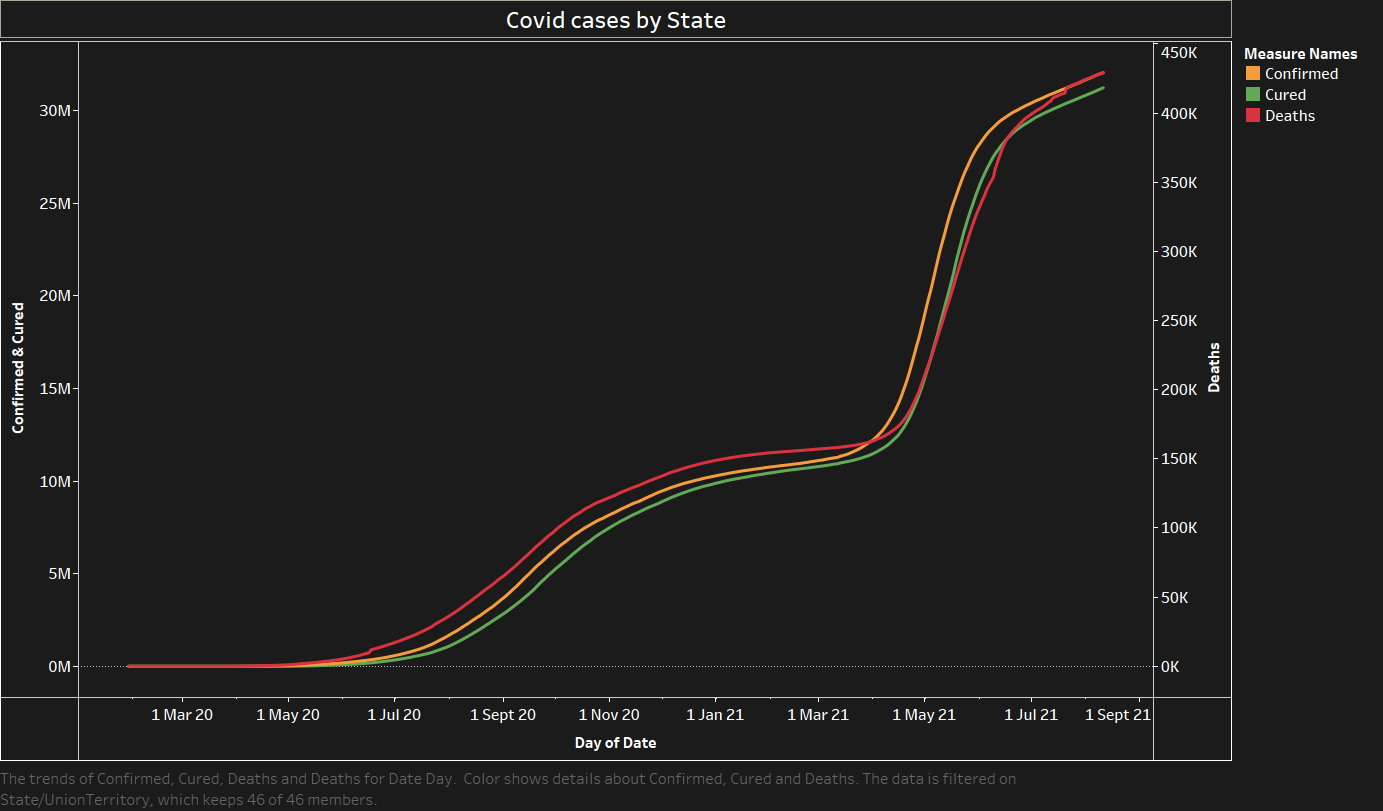 Covid cases by State
Measure Names
Confirmed
Cured
Deaths
Confirmed & Cured
30M
25M
20M
15M
10M
5M
0M
450K
400K
350K
300K
250K
200K
150K
100K
50K
0K
Deaths
1 Mar 20
1 May 20
1 Jul 20
1 Sept 20
1 Nov 20
1 Jan 21
1 Mar 21
1 May 21
1 Jul 21
1 Sept 21
Day of Date
The trends of Confirmed, Cured, Deaths and Deaths for Date Day.  Color shows details about Confirmed, Cured and Deaths. The data is filtered on
State/UnionTerritory, which keeps 46 of 46 members.